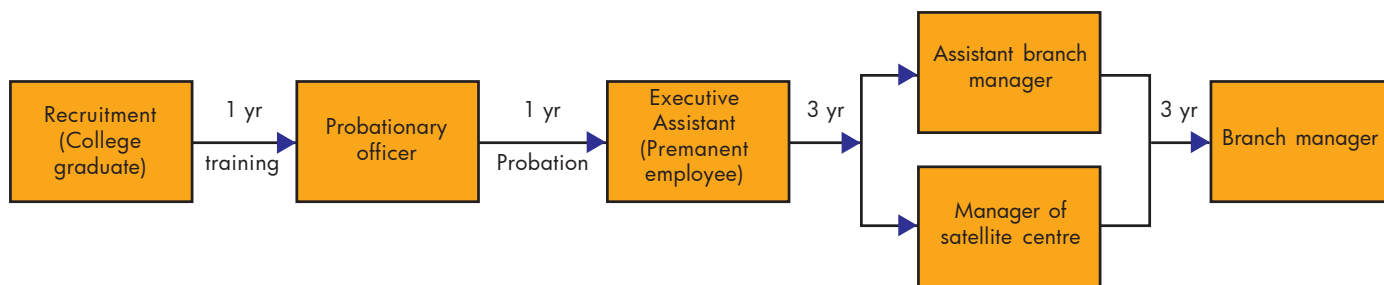 Recruitment
(College
graduate)
1 yr
training
Probationary
officer
1 yr
Probation
Executive
Assistant
(Premanent
employee)
3 yr
Assistant branch
manager
Manager of
satellite centre
3 yr
Branch manager